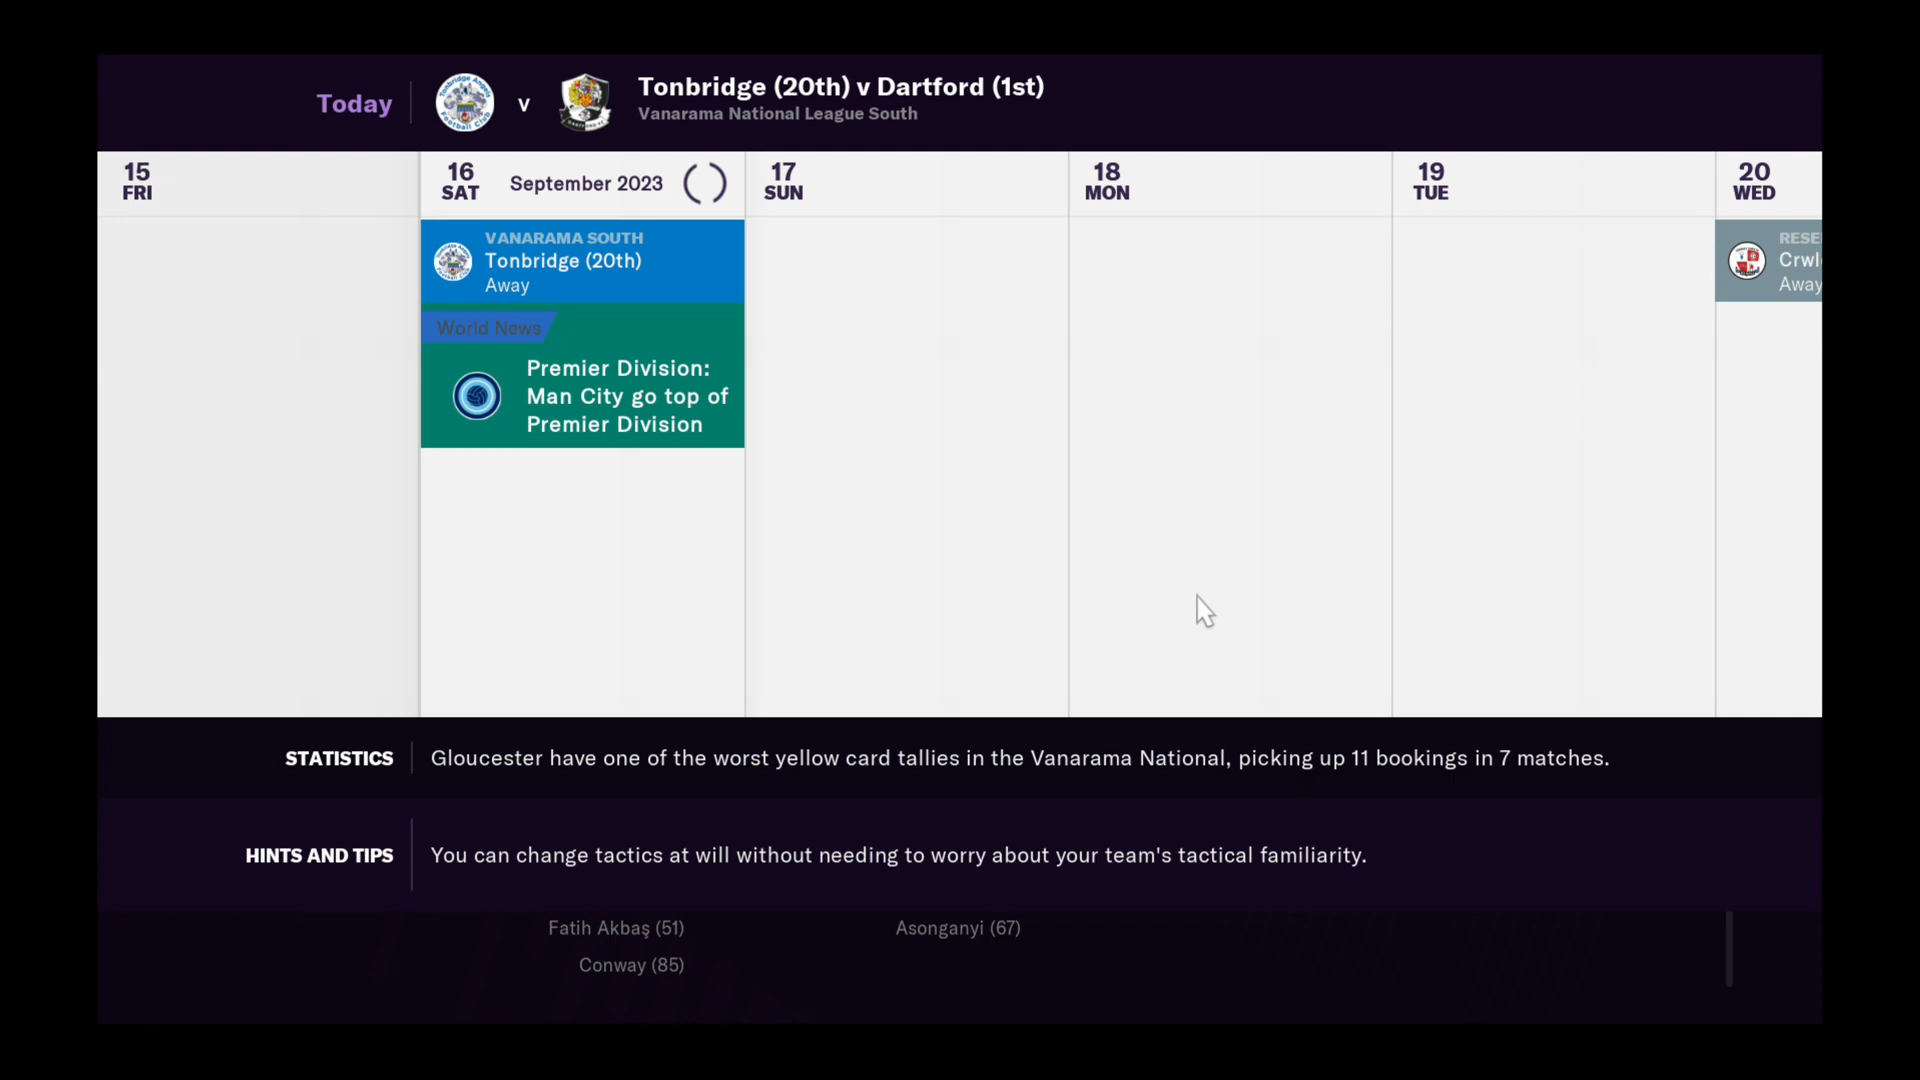 Today
v
Tonbridge (20th) v Dartford (1st)
Vanarama National League South
15
FRI
16
SAT
September 2023
17
SUN
18
MON
19
TUE
20
WED
VANARAMA SOUTH
Tonbridge (20th)
Away
RESE
Crwl
Away
World News
Premier Division:
Man City go top of
Premier Division
STATISTICS
Gloucester have one of the worst yellow card tallies in the Vanarama National, picking up 11 bookings in 7 matches.
HINTS AND TIPS
You can change tactics at will without needing to worry about your team's tactical familiarity.
Fatih Akbaş (51)
Asonganyi (67)
Conway (85)